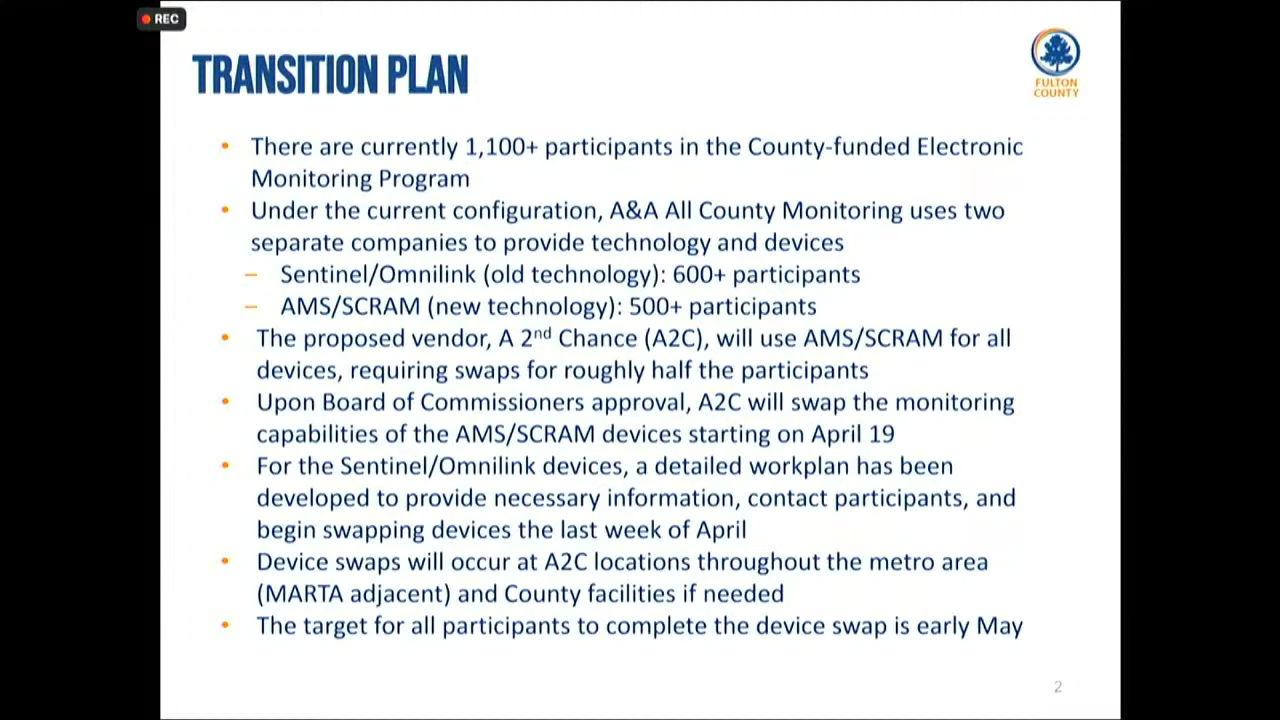 REC
TRANSITION PLAN
FULTON
COUNTY
• There are currently 1,100+ participants in the County-funded Electronic
Monitoring Program
• Under the current configuration, A&A All County Monitoring uses two
separate companies to provide technology and devices
– Sentinel/Omnilink (old technology): 600+ participants
– AMS/SCRAM (new technology): 500+ participants
• The proposed vendor, A 2nd Chance (A2C), will use AMS/SCRAM for all
devices, requiring swaps for roughly half the participants
• Upon Board of Commissioners approval, A2C will swap the monitoring
capabilities of the AMS/SCRAM devices starting on April 19
• For the Sentinel/Omnilink devices, a detailed workplan has been
developed to provide necessary information, contact participants, and
begin swapping devices the last week of April
• Device swaps will occur at A2C locations throughout the metro area
(MARTA adjacent) and County facilities if needed
• The target for all participants to complete the device swap is early May
2